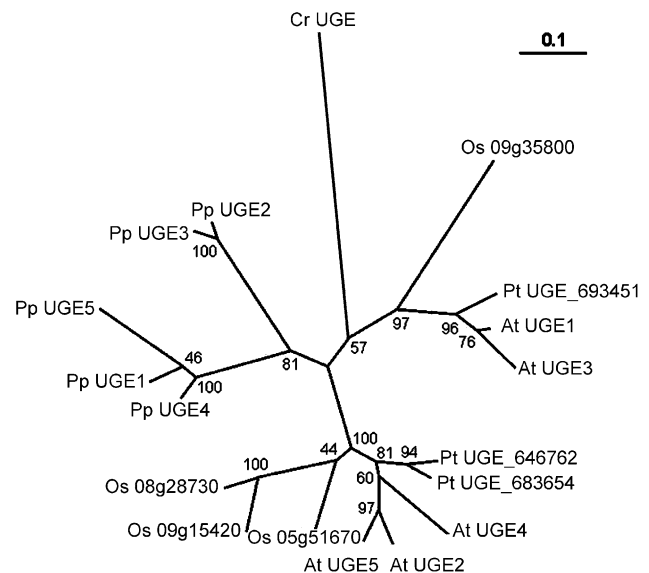 Cr UGE
0.1
Os 09g35800
Pp UGE2
Pp UGE3
100
Pt UGE_693451
Pp UGE5
97
96
At UGE1
76
57
46
81
At UGE3
Pp UGE1
100
Pp UGE4
100
44
81
94
Pt UGE_646762
100
60
Pt UGE_683654
Os 08g28730
97
Os 09g15420
Os 05g51670
At UGE4
At UGE5
At UGE2